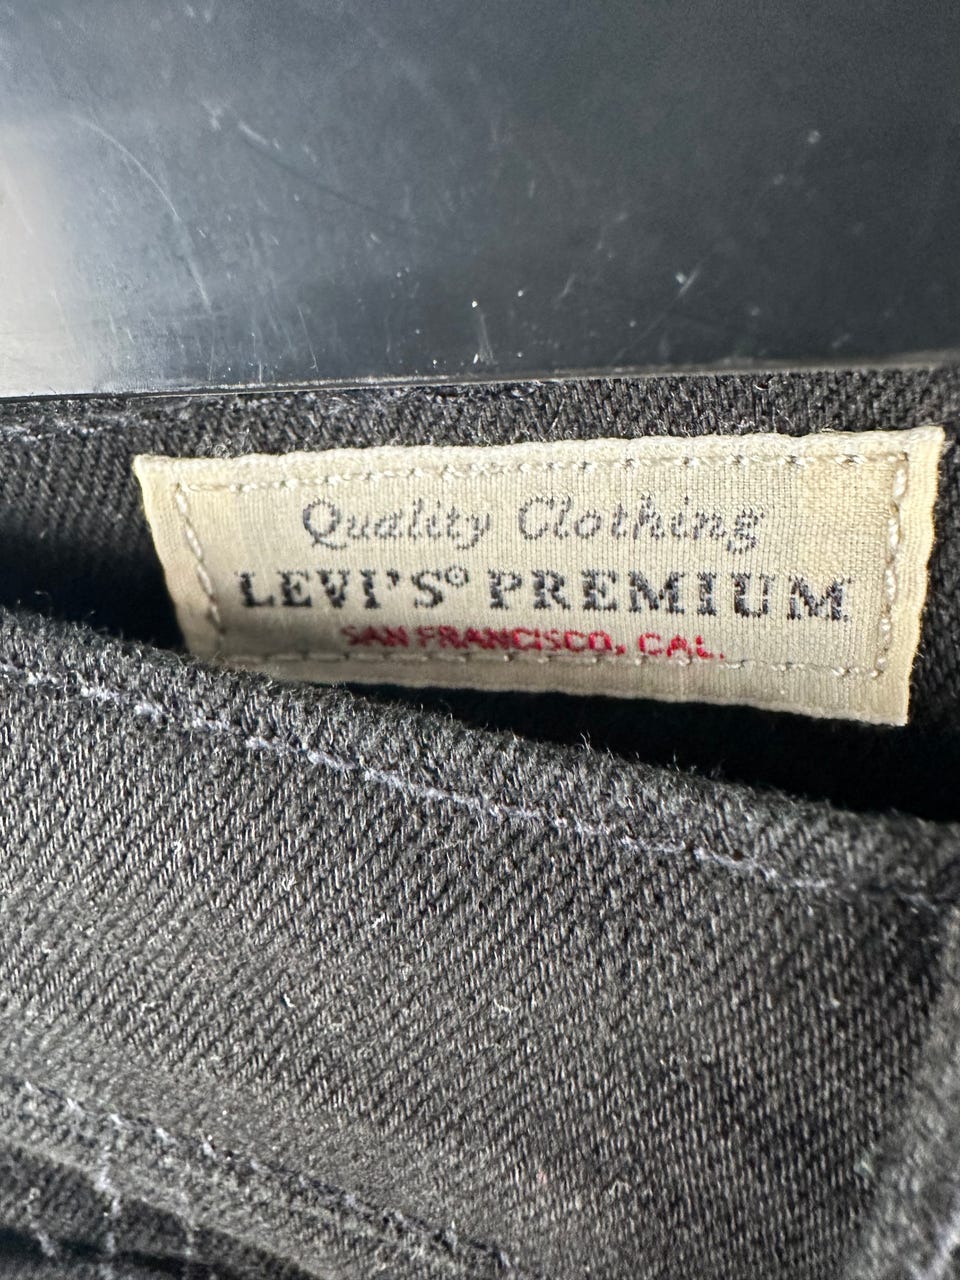 Quality Clothing
LEVI'S® PREMIUM
SAN FRANCISCO, CAL.